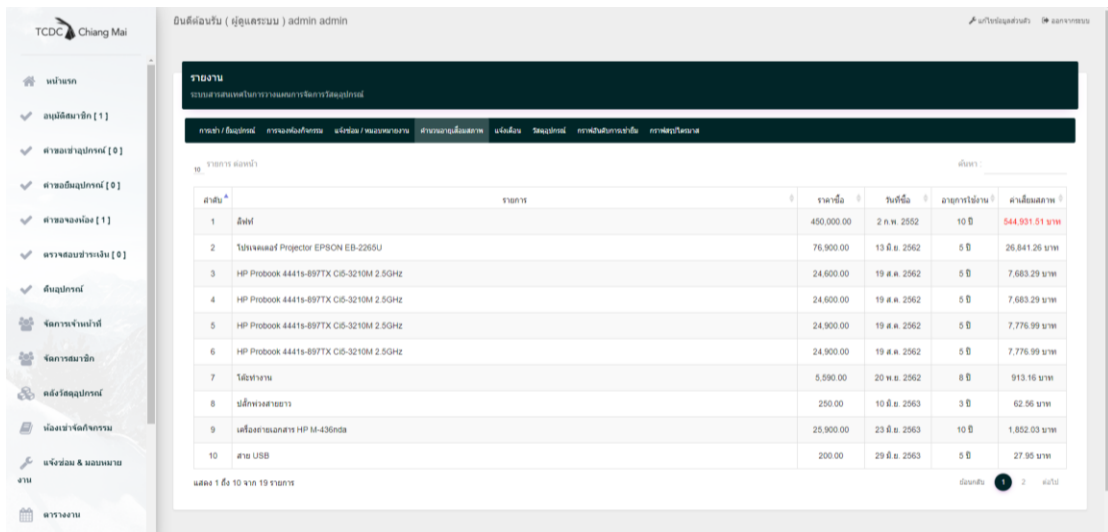 TCDC Chiang Mai
ยินดีต้อนรับ ( ผู้ดูแลระบบ ) admin admin
แก้ไขข้อมูลส่วนตัว ออกจากระบบ
หน้าแรก
อนุมัติสมาชิก [ 1 ]
คำขอเช่าอุปกรณ์ [ 0 ]
คำขอยืมอุปกรณ์ [ 0 ]
คำขอจองห้อง [ 1 ]
ตรวจสอบชำระเงิน [ 0 ]
คืนอุปกรณ์
จัดการเจ้าหน้าที่
จัดการสมาชิก
คลังวัสดุอุปกรณ์
ห้องเช่าจัดกิจกรรม
แจ้งซ่อม & มอบหมาย
งาน
ตารางงาน
รายงาน
ระบบสารสนเทศในการวางแผนการจัดการวัสดุอุปกรณ์
การเช่า / ยืมอุปกรณ์ การจองห้องกิจกรรม แจ้งซ่อม / หมอบหมายงาน คำนวนอายุเสื่อมสภาพ แจ้งเตือน วัสดุอุปกรณ์ กราฟอันดับการเช่ายืม กราฟสรุปไตรมาส
10 รายการ ต่อหน้า ค้นหา :
ลำดับ รายการ ราคาซื้อ วันที่ซื้อ อายุการใช้งาน ค่าเสื่อมสภาพ
1 ลิฟท์ 450,000.00 2 ก.พ. 2552 10 ปี 544,931.51 บาท
2 โปรเจคเตอร์ Projector EPSON EB-2265U 76,900.00 13 มิ.ย. 2562 5 ปี 26,841.26 บาท
3 HP Probook 4441s-897TX Ci5-3210M 2.5GHz 24,600.00 19 ส.ค. 2562 5 ปี 7,683.29 บาท
4 HP Probook 4441s-897TX Ci5-3210M 2.5GHz 24,600.00 19 ส.ค. 2562 5 ปี 7,683.29 บาท
5 HP Probook 4441s-897TX Ci5-3210M 2.5GHz 24,900.00 19 ส.ค. 2562 5 ปี 7,776.99 บาท
6 HP Probook 4441s-897TX Ci5-3210M 2.5GHz 24,900.00 19 ส.ค. 2562 5 ปี 7,776.99 บาท
7 โต๊ะทำงาน 5,590.00 20 พ.ย. 2562 8 ปี 913.16 บาท
8 ปลั๊กพ่วงสายยาว 250.00 10 มิ.ย. 2563 3 ปี 62.56 บาท
9 เครื่องถ่ายเอกสาร HP M-436nda 25,900.00 23 มิ.ย. 2563 10 ปี 1,852.03 บาท
10 สาย USB 200.00 29 มิ.ย. 2563 5 ปี 27.95 บาท
แสดง 1 ถึง 10 จาก 19 รายการ ย้อนกลับ 1 2 ต่อไป